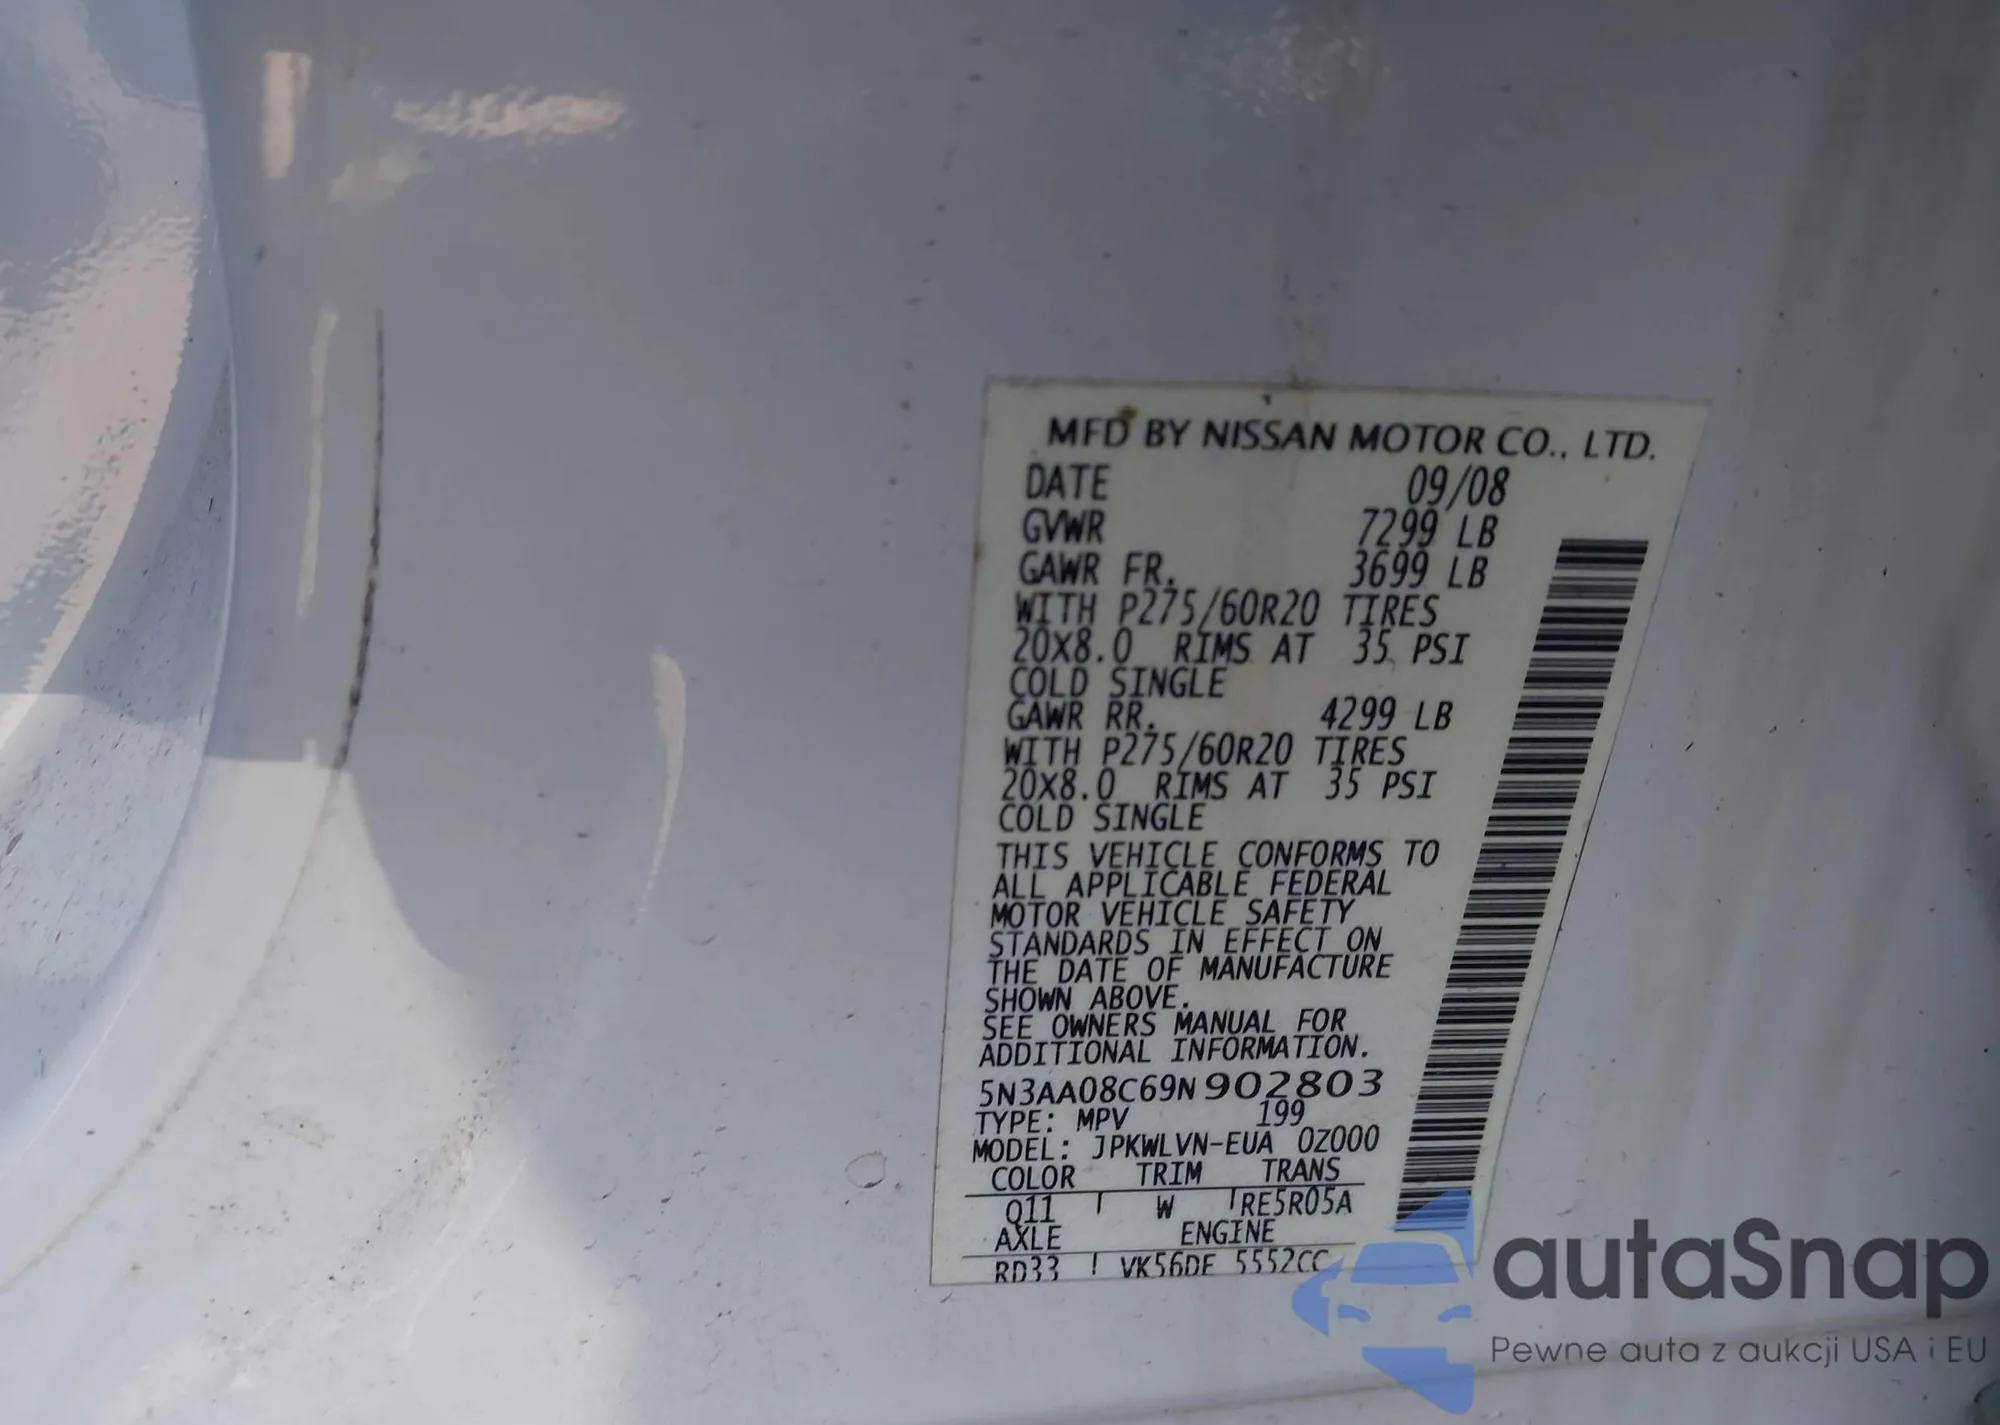 MFD BY NISSAN MOTOR CO., LTD.
DATE 09/08
GVWR 7299 LB
GAWR FR. 3699 LB
WITH P275/60R20 TIRES
20X8.0 RIMS AT 35 PSI
COLD SINGLE
GAWR RR. 4299 LB
WITH P275/60R20 TIRES
20X8.0 RIMS AT 35 PSI
COLD SINGLE
THIS VEHICLE CONFORMS TO
ALL APPLICABLE FEDERAL
MOTOR VEHICLE SAFETY
STANDARDS IN EFFECT ON
THE DATE OF MANUFACTURE
SHOWN ABOVE.
SEE OWNERS MANUAL FOR
ADDITIONAL INFORMATION.
5N3AA08C69N902803
TYPE: MPV 199
MODEL: JPKWLVN-EUA 0Z000
COLOR TRIM TRANS
Q11 W RE5R05A
AXLE ENGINE
RD33 VK56DE 5552CC
autaSnap
Pewne auta z aukcji USA i EU